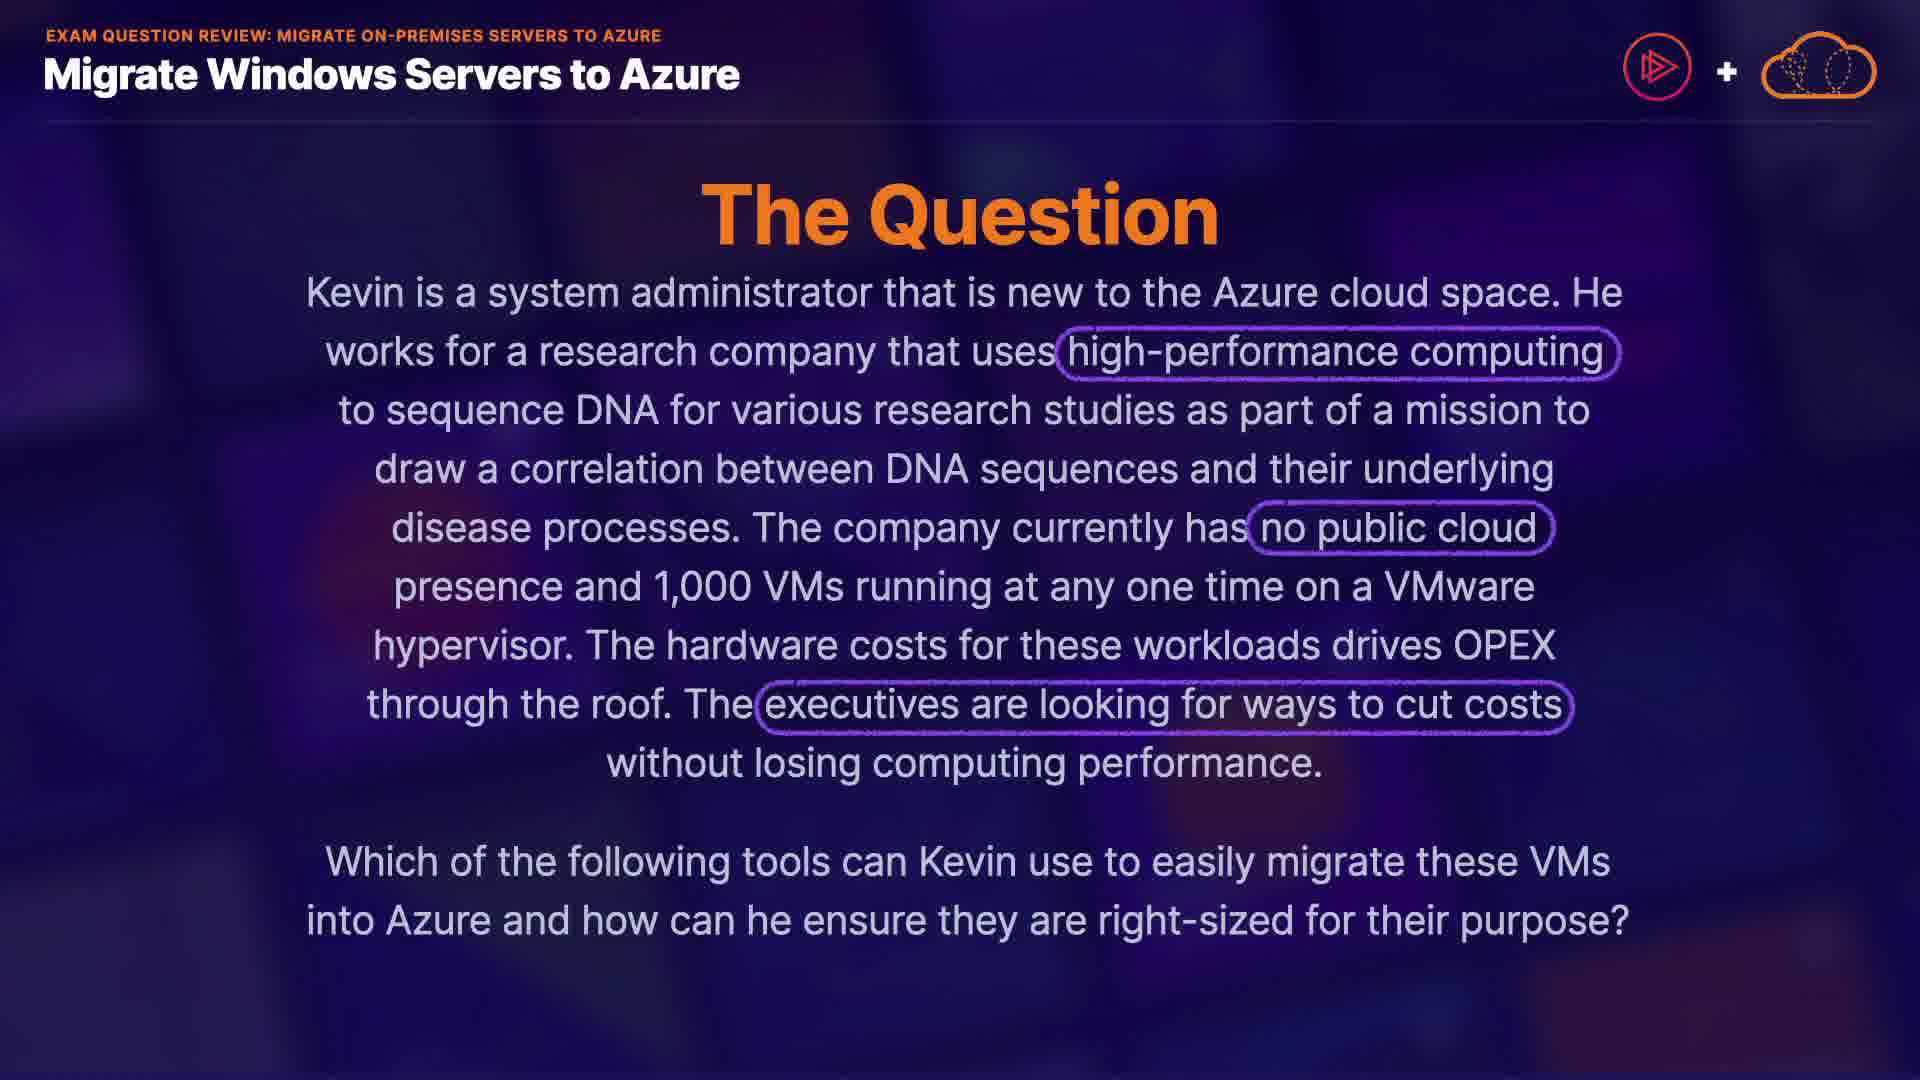 EXAM QUESTION REVIEW: MIGRATE ON-PREMISES SERVERS TO AZURE
Migrate Windows Servers to Azure
The Question
Kevin is a system administrator that is new to the Azure cloud space. He
works for a research company that uses high-performance computing
to sequence DNA for various research studies as part of a mission to
draw a correlation between DNA sequences and their underlying
disease processes. The company currently has no public cloud
presence and 1,000 VMs running at any one time on a VMware
hypervisor. The hardware costs for these workloads drives OPEX
through the roof. The executives are looking for ways to cut costs
without losing computing performance.
Which of the following tools can Kevin use to easily migrate these VMs
into Azure and how can he ensure they are right-sized for their purpose?